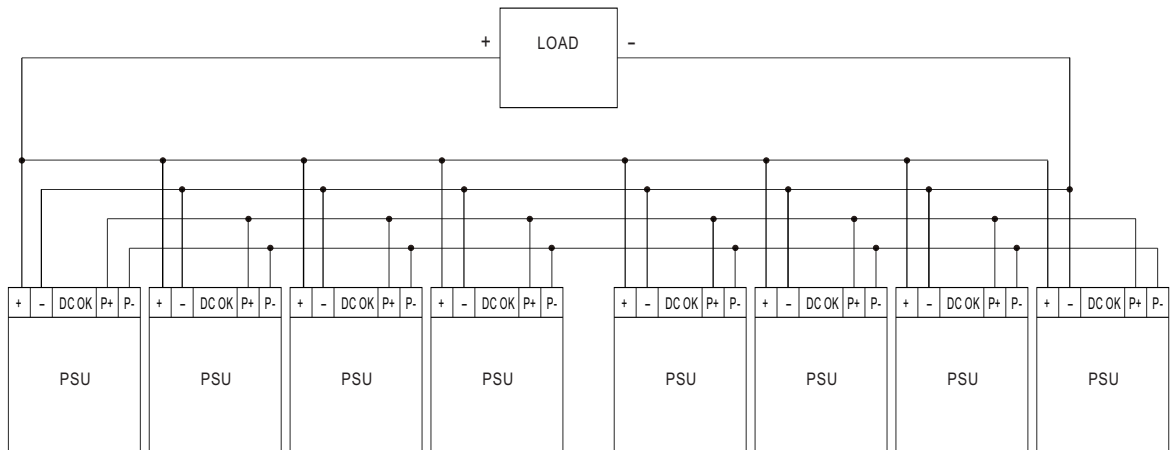 + LOAD –
+ – DC OK P+ P- + – DC OK P+ P- + – DC OK P+ P- + – DC OK P+ P- + – DC OK P+ P- + – DC OK P+ P- + – DC OK P+ P- + – DC OK P+ P-
PSU PSU PSU PSU PSU PSU PSU PSU